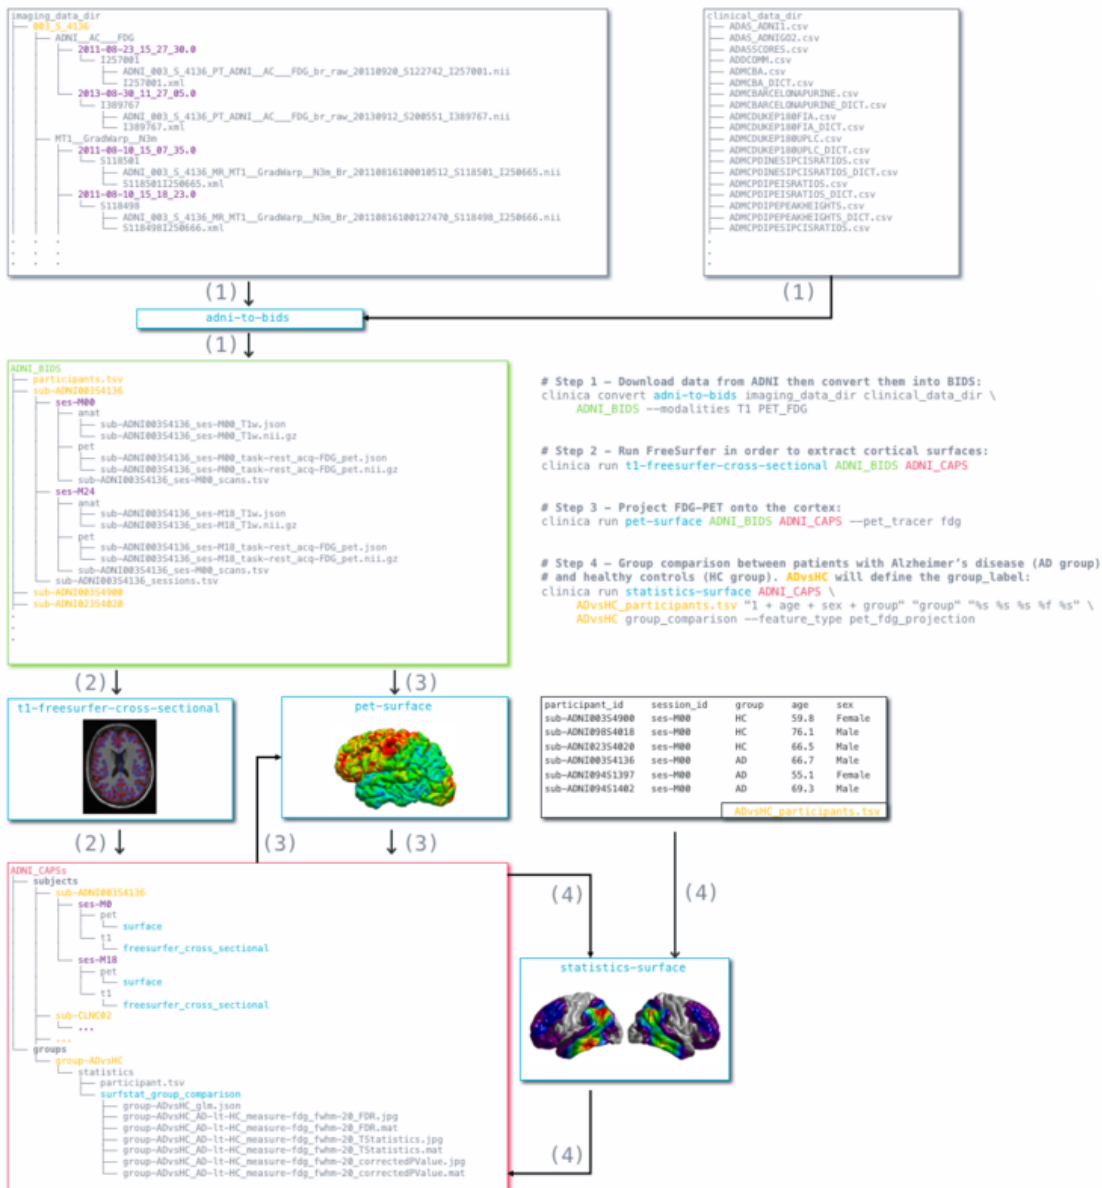 imaging_data_dir
003_S_4136
ADNI__AC___FDG
2011-08-23_15_27_30.0
I257001
ADNI_003_S_4136_PT_ADNI__AC___FDG_br_raw_20110920_S122742_I257001.nii
I257001.xml
2013-08-30_11_27_05.0
I389767
ADNI_003_S_4136_PT_ADNI__AC___FDG_br_raw_20130912_S200551_I389767.nii
I389767.xml
MT1__GradWarp__N3m
2011-08-10_15_07_35.0
S118501
ADNI_003_S_4136_MR_MT1__GradWarp__N3m_Br_20110816100010512_S118501_I250665.nii
S118501I250665.xml
2011-08-10_15_18_23.0
S118498
ADNI_003_S_4136_MR_MT1__GradWarp__N3m_Br_20110816100127470_S118498_I250666.nii
S118498I250666.xml
clinical_data_dir
ADAS_ADNI1.csv
ADAS_ADNIGO2.csv
ADASSCORES.csv
ADDCOMM.csv
ADMCBA.csv
ADMCBA_DICT.csv
ADMCBARCELONAPURINE.csv
ADMCBARCELONAPURINE_DICT.csv
ADMCDUKEP180FIA.csv
ADMCDUKEP180FIA_DICT.csv
ADMCDUKEP180UPLC.csv
ADMCDUKEP180UPLC_DICT.csv
ADMCPDINESIPCISRATIOS.csv
ADMCPDINESIPCISRATIOS_DICT.csv
ADMCPDIPEISRATIOS.csv
ADMCPDIPEISRATIOS_DICT.csv
ADMCPDIPEPEAKHEIGHTS.csv
ADMCPDIPEPEAKHEIGHTS_DICT.csv
ADMCPDIPESIPCISRATIOS.csv
(1)
(1)
adni-to-bids
(1)
ADNI_BIDS
participants.tsv
sub-ADNI003S4136
ses-M00
anat
sub-ADNI003S4136_ses-M00_T1w.json
sub-ADNI003S4136_ses-M00_T1w.nii.gz
pet
sub-ADNI003S4136_ses-M00_task-rest_acq-FDG_pet.json
sub-ADNI003S4136_ses-M00_task-rest_acq-FDG_pet.nii.gz
sub-ADNI003S4136_ses-M00_scans.tsv
ses-M24
anat
sub-ADNI003S4136_ses-M18_T1w.json
sub-ADNI003S4136_ses-M18_T1w.nii.gz
pet
sub-ADNI003S4136_ses-M18_task-rest_acq-FDG_pet.json
sub-ADNI003S4136_ses-M18_task-rest_acq-FDG_pet.nii.gz
sub-ADNI003S4136_ses-M00_scans.tsv
sub-ADNI003S4136_sessions.tsv
sub-ADNI003S4900
sub-ADNI023S4020
# Step 1 – Download data from ADNI then convert them into BIDS:
clinica convert adni-to-bids imaging_data_dir clinical_data_dir \
ADNI_BIDS --modalities T1 PET_FDG
# Step 2 – Run FreeSurfer in order to extract cortical surfaces:
clinica run t1-freesurfer-cross-sectional ADNI_BIDS ADNI_CAPS
# Step 3 – Project FDG-PET onto the cortex:
clinica run pet-surface ADNI_BIDS ADNI_CAPS --pet_tracer fdg
# Step 4 – Group comparison between patients with Alzheimer's disease (AD group)
# and healthy controls (HC group). ADvsHC will define the group_label:
clinica run statistics-surface ADNI_CAPS \
ADvsHC_participants.tsv "1 + age + sex + group" "group" "%s %s %s %f %s" \
ADvsHC group_comparison --feature_type pet_fdg_projection
(2)
(3)
t1-freesurfer-cross-sectional
pet-surface
participant_id session_id group age sex
sub-ADNI003S4900 ses-M00 HC 59.8 Female
sub-ADNI098S4018 ses-M00 HC 76.1 Male
sub-ADNI023S4020 ses-M00 HC 66.5 Male
sub-ADNI003S4136 ses-M00 AD 66.7 Male
sub-ADNI094S1397 ses-M00 AD 55.1 Female
sub-ADNI094S1402 ses-M00 AD 69.3 Male
ADvsHC_participants.tsv
(2)
(3)
(3)
ADNI_CAPSs
subjects
sub-ADNI003S4136
ses-M0
pet
surface
t1
freesurfer_cross_sectional
ses-M18
pet
surface
t1
freesurfer_cross_sectional
sub-CLNC02
...
...
groups
group-ADvsHC
statistics
participant.tsv
surfstat_group_comparison
group-ADvsHC_glm.json
group-ADvsHC_AD-lt-HC_measure-fdg_fwhm-20_FDR.jpg
group-ADvsHC_AD-lt-HC_measure-fdg_fwhm-20_FDR.mat
group-ADvsHC_AD-lt-HC_measure-fdg_fwhm-20_TStatistics.jpg
group-ADvsHC_AD-lt-HC_measure-fdg_fwhm-20_TStatistics.mat
group-ADvsHC_AD-lt-HC_measure-fdg_fwhm-20_correctedPValue.jpg
group-ADvsHC_AD-lt-HC_measure-fdg_fwhm-20_correctedPValue.mat
(4)
(4)
statistics-surface
(4)